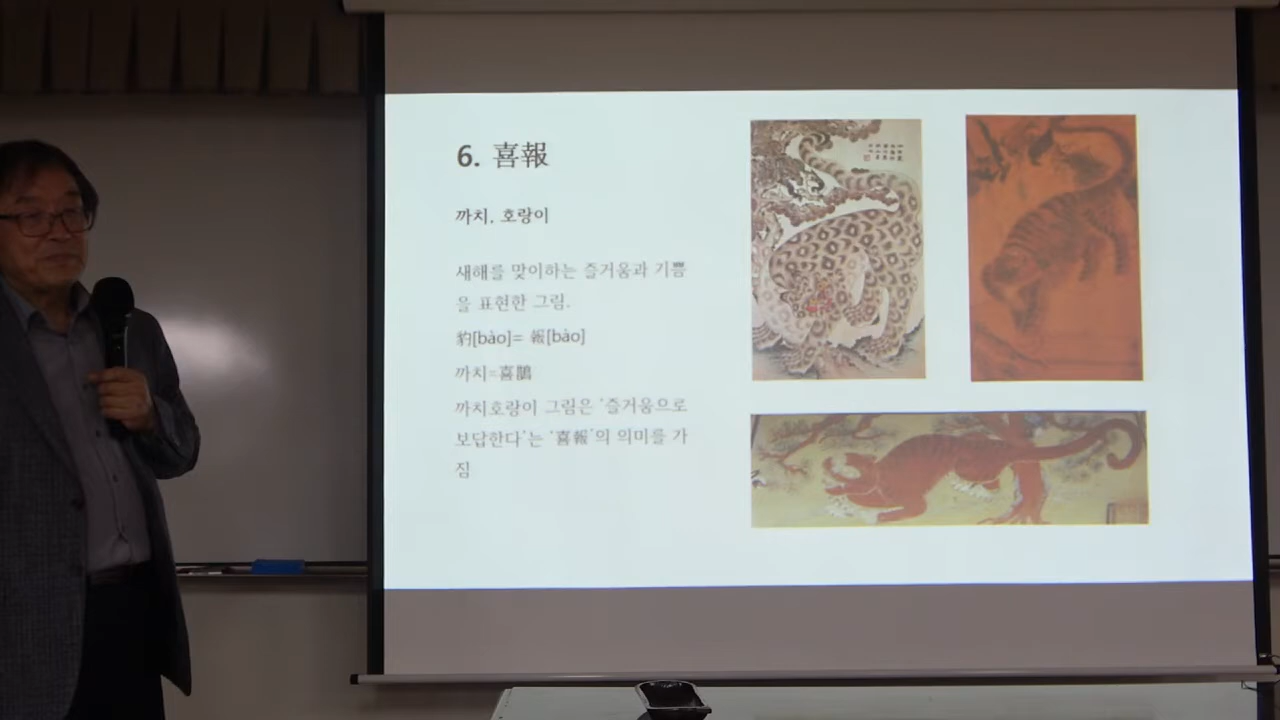 6. 喜報
까치, 호랑이
새해를 맞이하는 즐거움과 기쁨
을 표현한 그림.
豹[bào]= 報[bào]
까치=喜鵲
까치호랑이 그림은 '즐거움으로
보답한다'는 '喜報'의 의미를 가
짐